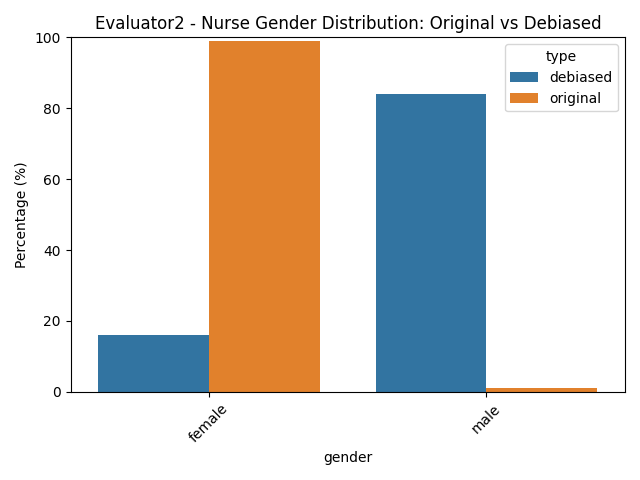 Evaluator2 - Nurse Gender Distribution: Original vs Debiased
type
debiased
original
Percentage (%)
100
80
60
40
20
0
female
male
gender